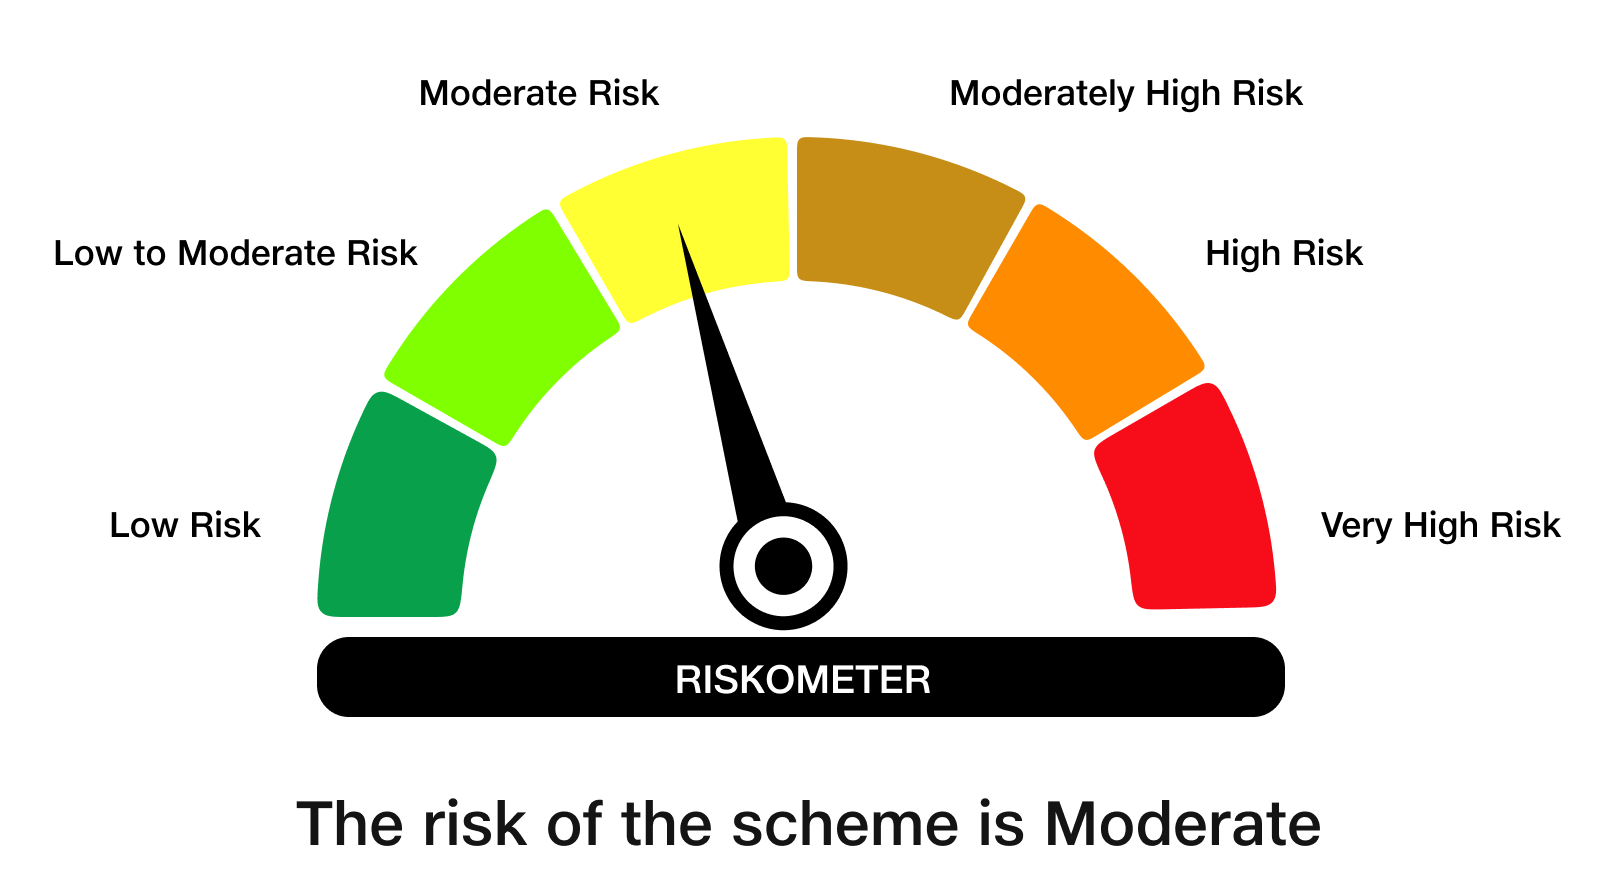 Moderate Risk
Moderately High Risk
Low to Moderate Risk
High Risk
Low Risk
Very High Risk
RISKOMETER
The risk of the scheme is Moderate